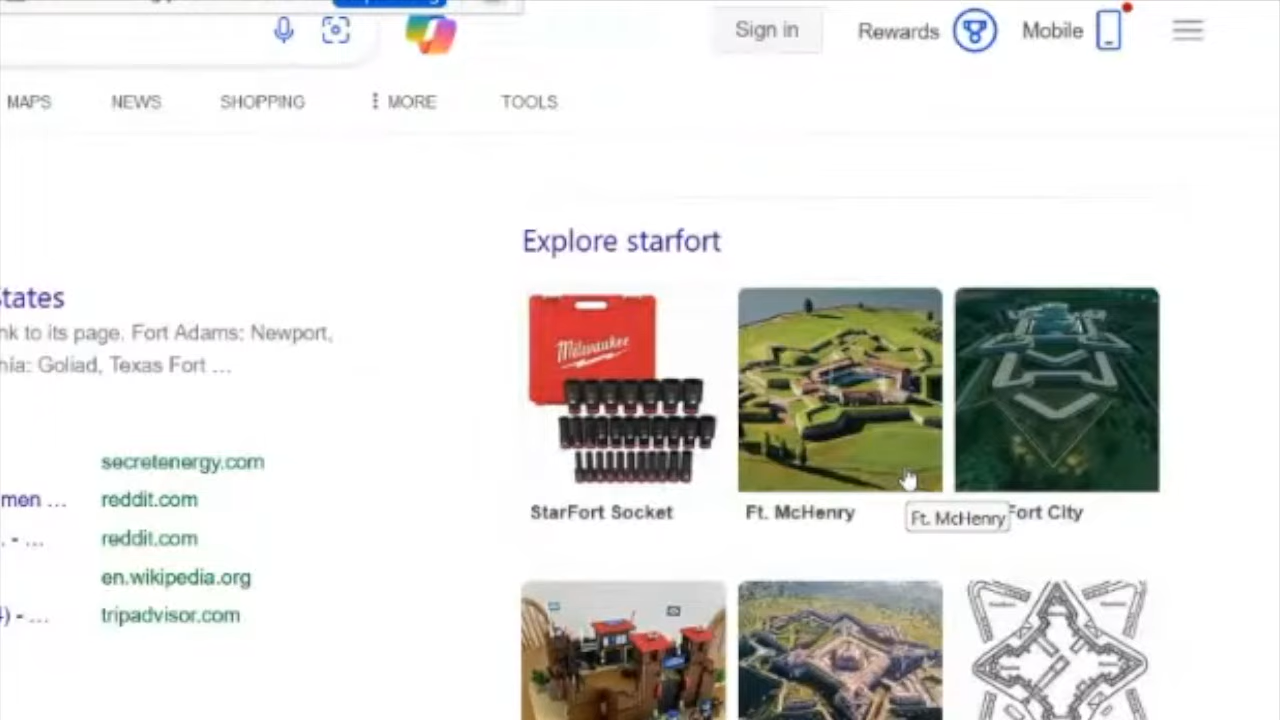 Sign in
Rewards
Mobile
MAPS
NEWS
SHOPPING
MORE
TOOLS
Explore starfort
States
nk to its page. Fort Adams: Newport,
hia: Goliad, Texas Fort ...
Milwaukee
secretenergy.com
men ...
reddit.com
. - ...
reddit.com
en.wikipedia.org
4) - ...
tripadvisor.com
StarFort Socket
Ft. McHenry
Ft. McHenry
Fort City